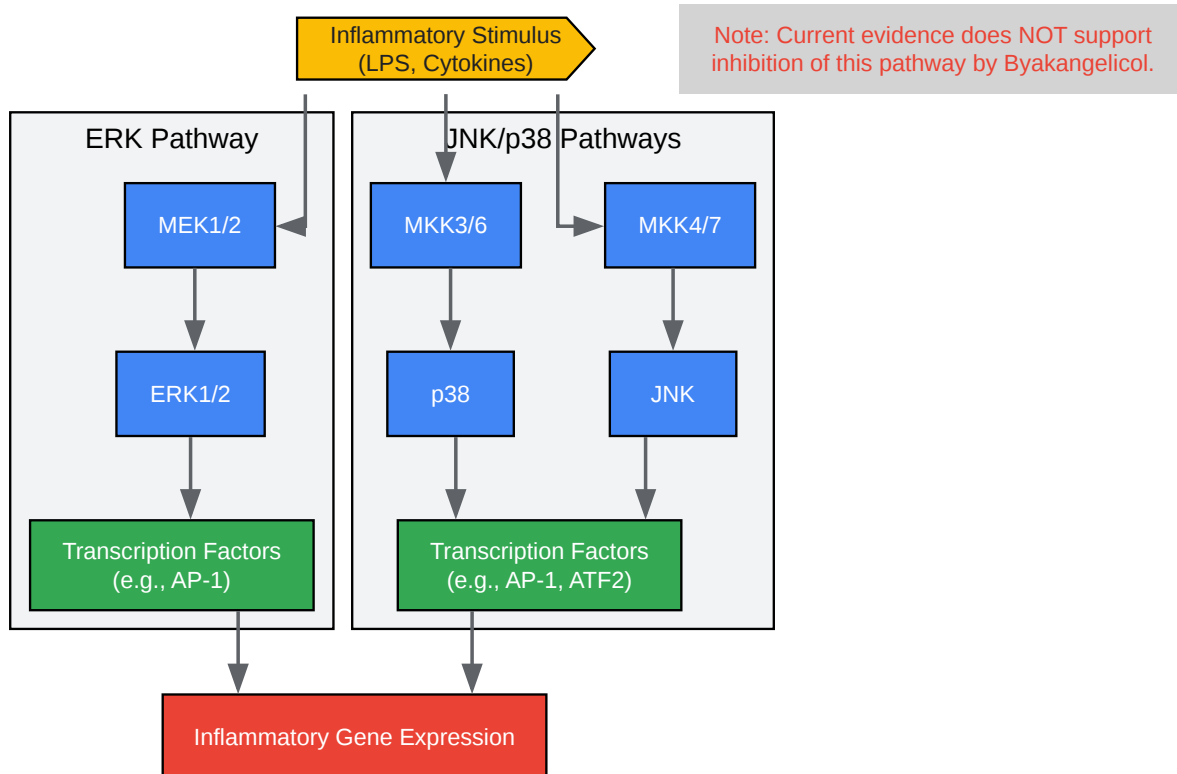 Inflammatory Stimulus
(LPS, Cytokines)
Note: Current evidence does NOT support
inhibition of this pathway by Byakangelicol.
ERK Pathway
JNK/p38 Pathways
MEK1/2
MKK3/6
MKK4/7
ERK1/2
p38
JNK
Transcription Factors
(e.g., AP-1)
Transcription Factors
(e.g., AP-1, ATF2)
Inflammatory Gene Expression